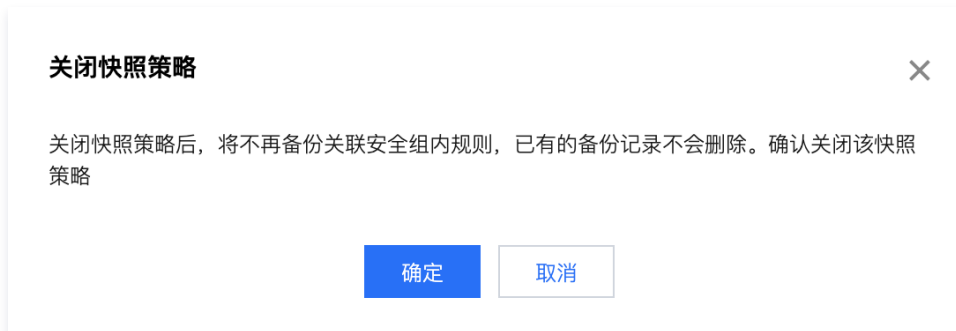 关闭快照策略
关闭快照策略后，将不再备份关联安全组内规则，已有的备份记录不会删除。确认关闭该快照
策略
确定
取消